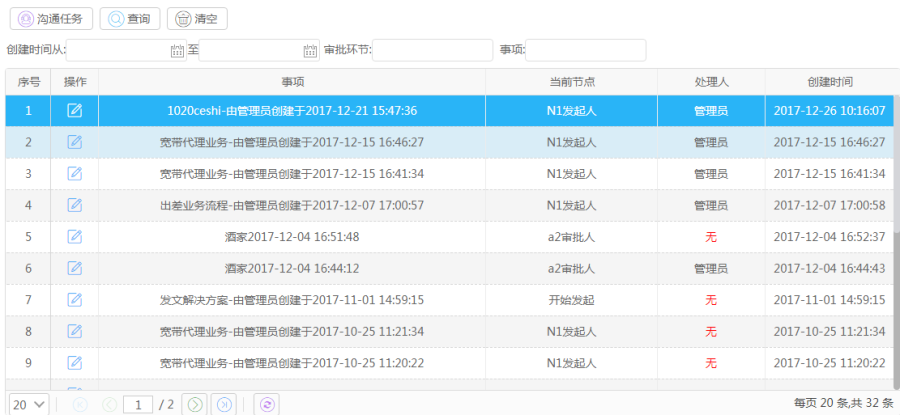 沟通任务 查询 清空
创建时间从: 至 审批环节: 事项:
序号 操作 事项 当前节点 处理人 创建时间
1 1020ceshi-由管理员创建于2017-12-21 15:47:36 N1发起人 管理员 2017-12-26 10:16:07
2 宽带代理业务-由管理员创建于2017-12-15 16:46:27 N1发起人 管理员 2017-12-15 16:46:27
3 宽带代理业务-由管理员创建于2017-12-15 16:41:34 N1发起人 管理员 2017-12-15 16:41:34
4 出差业务流程-由管理员创建于2017-12-07 17:00:57 N1发起人 管理员 2017-12-07 17:00:58
5 酒家2017-12-04 16:51:48 a2审批人 无 2017-12-04 16:52:37
6 酒家2017-12-04 16:44:12 a2审批人 管理员 2017-12-04 16:44:43
7 发文解决方案-由管理员创建于2017-11-01 14:59:15 开始发起 无 2017-11-01 14:59:15
8 宽带代理业务-由管理员创建于2017-10-25 11:21:34 N1发起人 无 2017-10-25 11:21:34
9 宽带代理业务-由管理员创建于2017-10-25 11:20:22 N1发起人 无 2017-10-25 11:20:22
20 1 / 2 每页 20 条,共 32 条